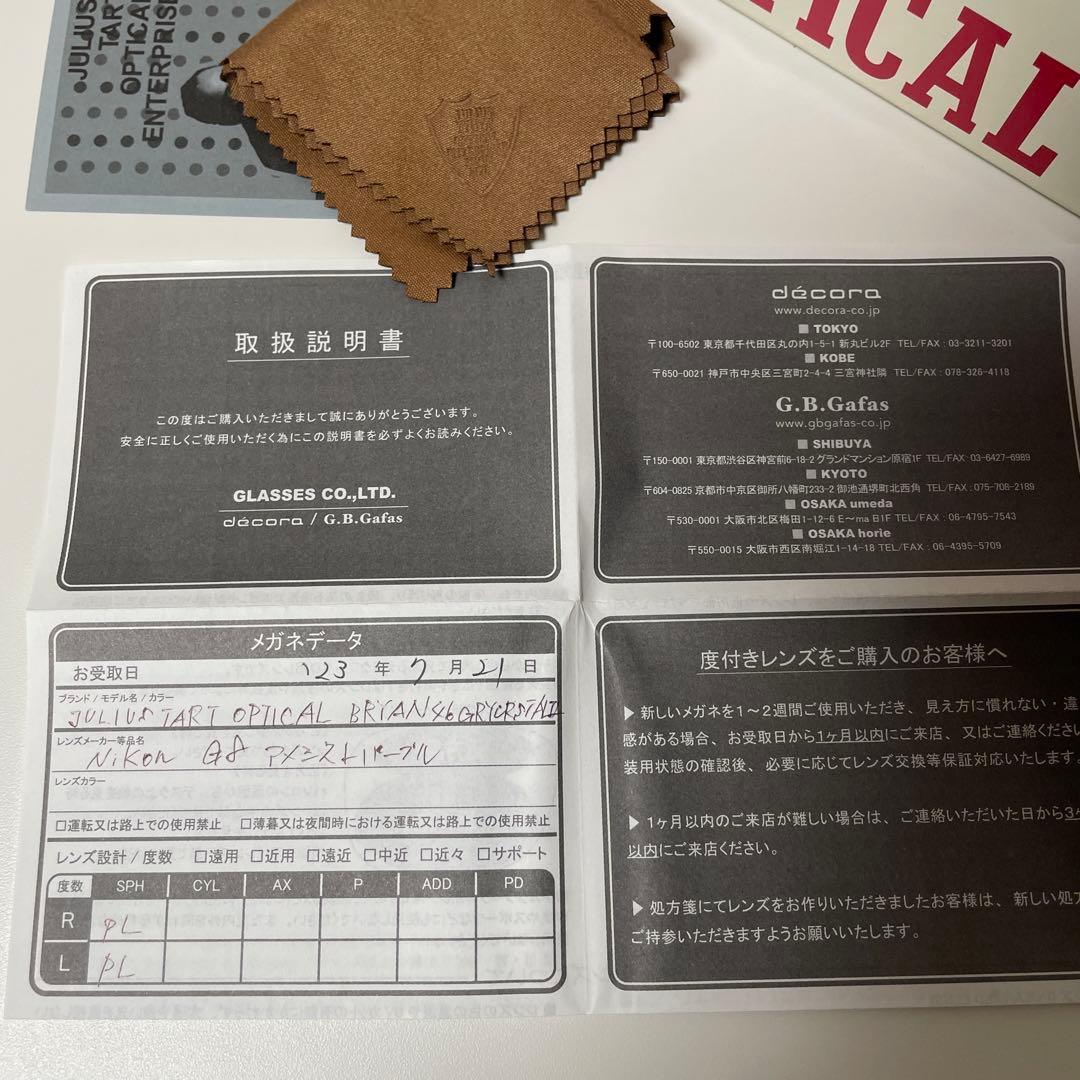 JULIUS
TAR
OPTICA
ENTERPRISE
ICAL
取扱説明書
この度はご購入いただきまして誠にありがとうございます。
安全に正しくご使用いただく為にこの説明書を必ずよくお読みください。
GLASSES CO.,LTD.
décora / G.B.Gafas
décora
www.decora-co.jp
■ TOKYO
〒100-6502 東京都千代田区丸の内1-5-1 新丸ビル2F TEL/FAX : 03-3211-3201
■ KOBE
〒650-0021 神戸市中央区三宮町2-4-4 三宮神社隣 TEL/FAX : 078-326-4118
G.B.Gafas
www.gbgafas-co.jp
■ SHIBUYA
〒150-0001 東京都渋谷区神宮前6-18-2 グランドマンション原宿1F TEL/FAX : 03-6427-6989
■ KYOTO
〒604-0825 京都市中京区御所八幡町233-2 御池通堺町北西角 TEL/FAX : 075-708-2189
■ OSAKA umeda
〒530-0001 大阪市北区梅田1-12-6 E～ma B1F TEL/FAX : 06-4795-7543
■ OSAKA horie
〒550-0015 大阪市西区南堀江1-14-18 TEL/FAX : 06-4395-5709
メガネデータ
お受取日 '23 年 7 月 21 日
ブランド / モデル名 / カラー
JULIUS TART OPTICAL BRYAN 46 GRYCRSTAL
レンズメーカー等品名
Nikon G8 アメシストパープル
レンズカラー
□運転又は路上での使用禁止 □薄暮又は夜間時における運転又は路上での使用禁止
レンズ設計 / 度数 □遠用 □近用 □遠近 □中近 □近々 □サポート
度数 SPH CYL AX P ADD PD
R PL
L PL
度付きレンズをご購入のお客様へ
▶ 新しいメガネを1～2週間ご使用いただき、見え方に慣れない・違
感がある場合、お受取日から1ヶ月以内にご来店、又はご連絡ください
装用状態の確認後、必要に応じてレンズ交換等保証対応いたします。
▶ 1ヶ月以内のご来店が難しい場合は、ご連絡いただいた日から3ヶ
以内にご来店ください。
▶ 処方箋にてレンズをお作りいただきましたお客様は、新しい処方
ご持参いただきますようお願いいたします。